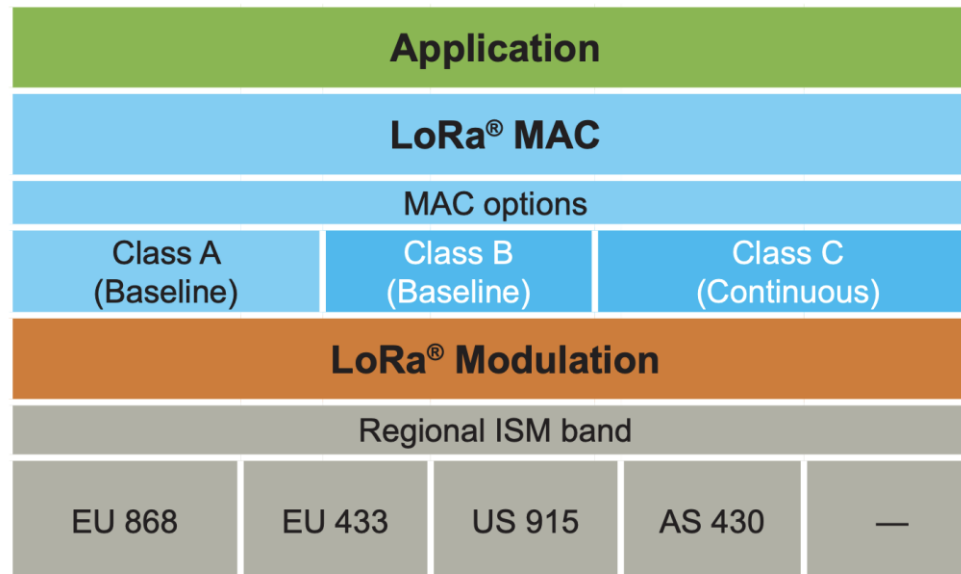 Application
LoRa® MAC
MAC options
Class A
(Baseline)
Class B
(Baseline)
Class C
(Continuous)
LoRa® Modulation
Regional ISM band
EU 868
EU 433
US 915
AS 430
—